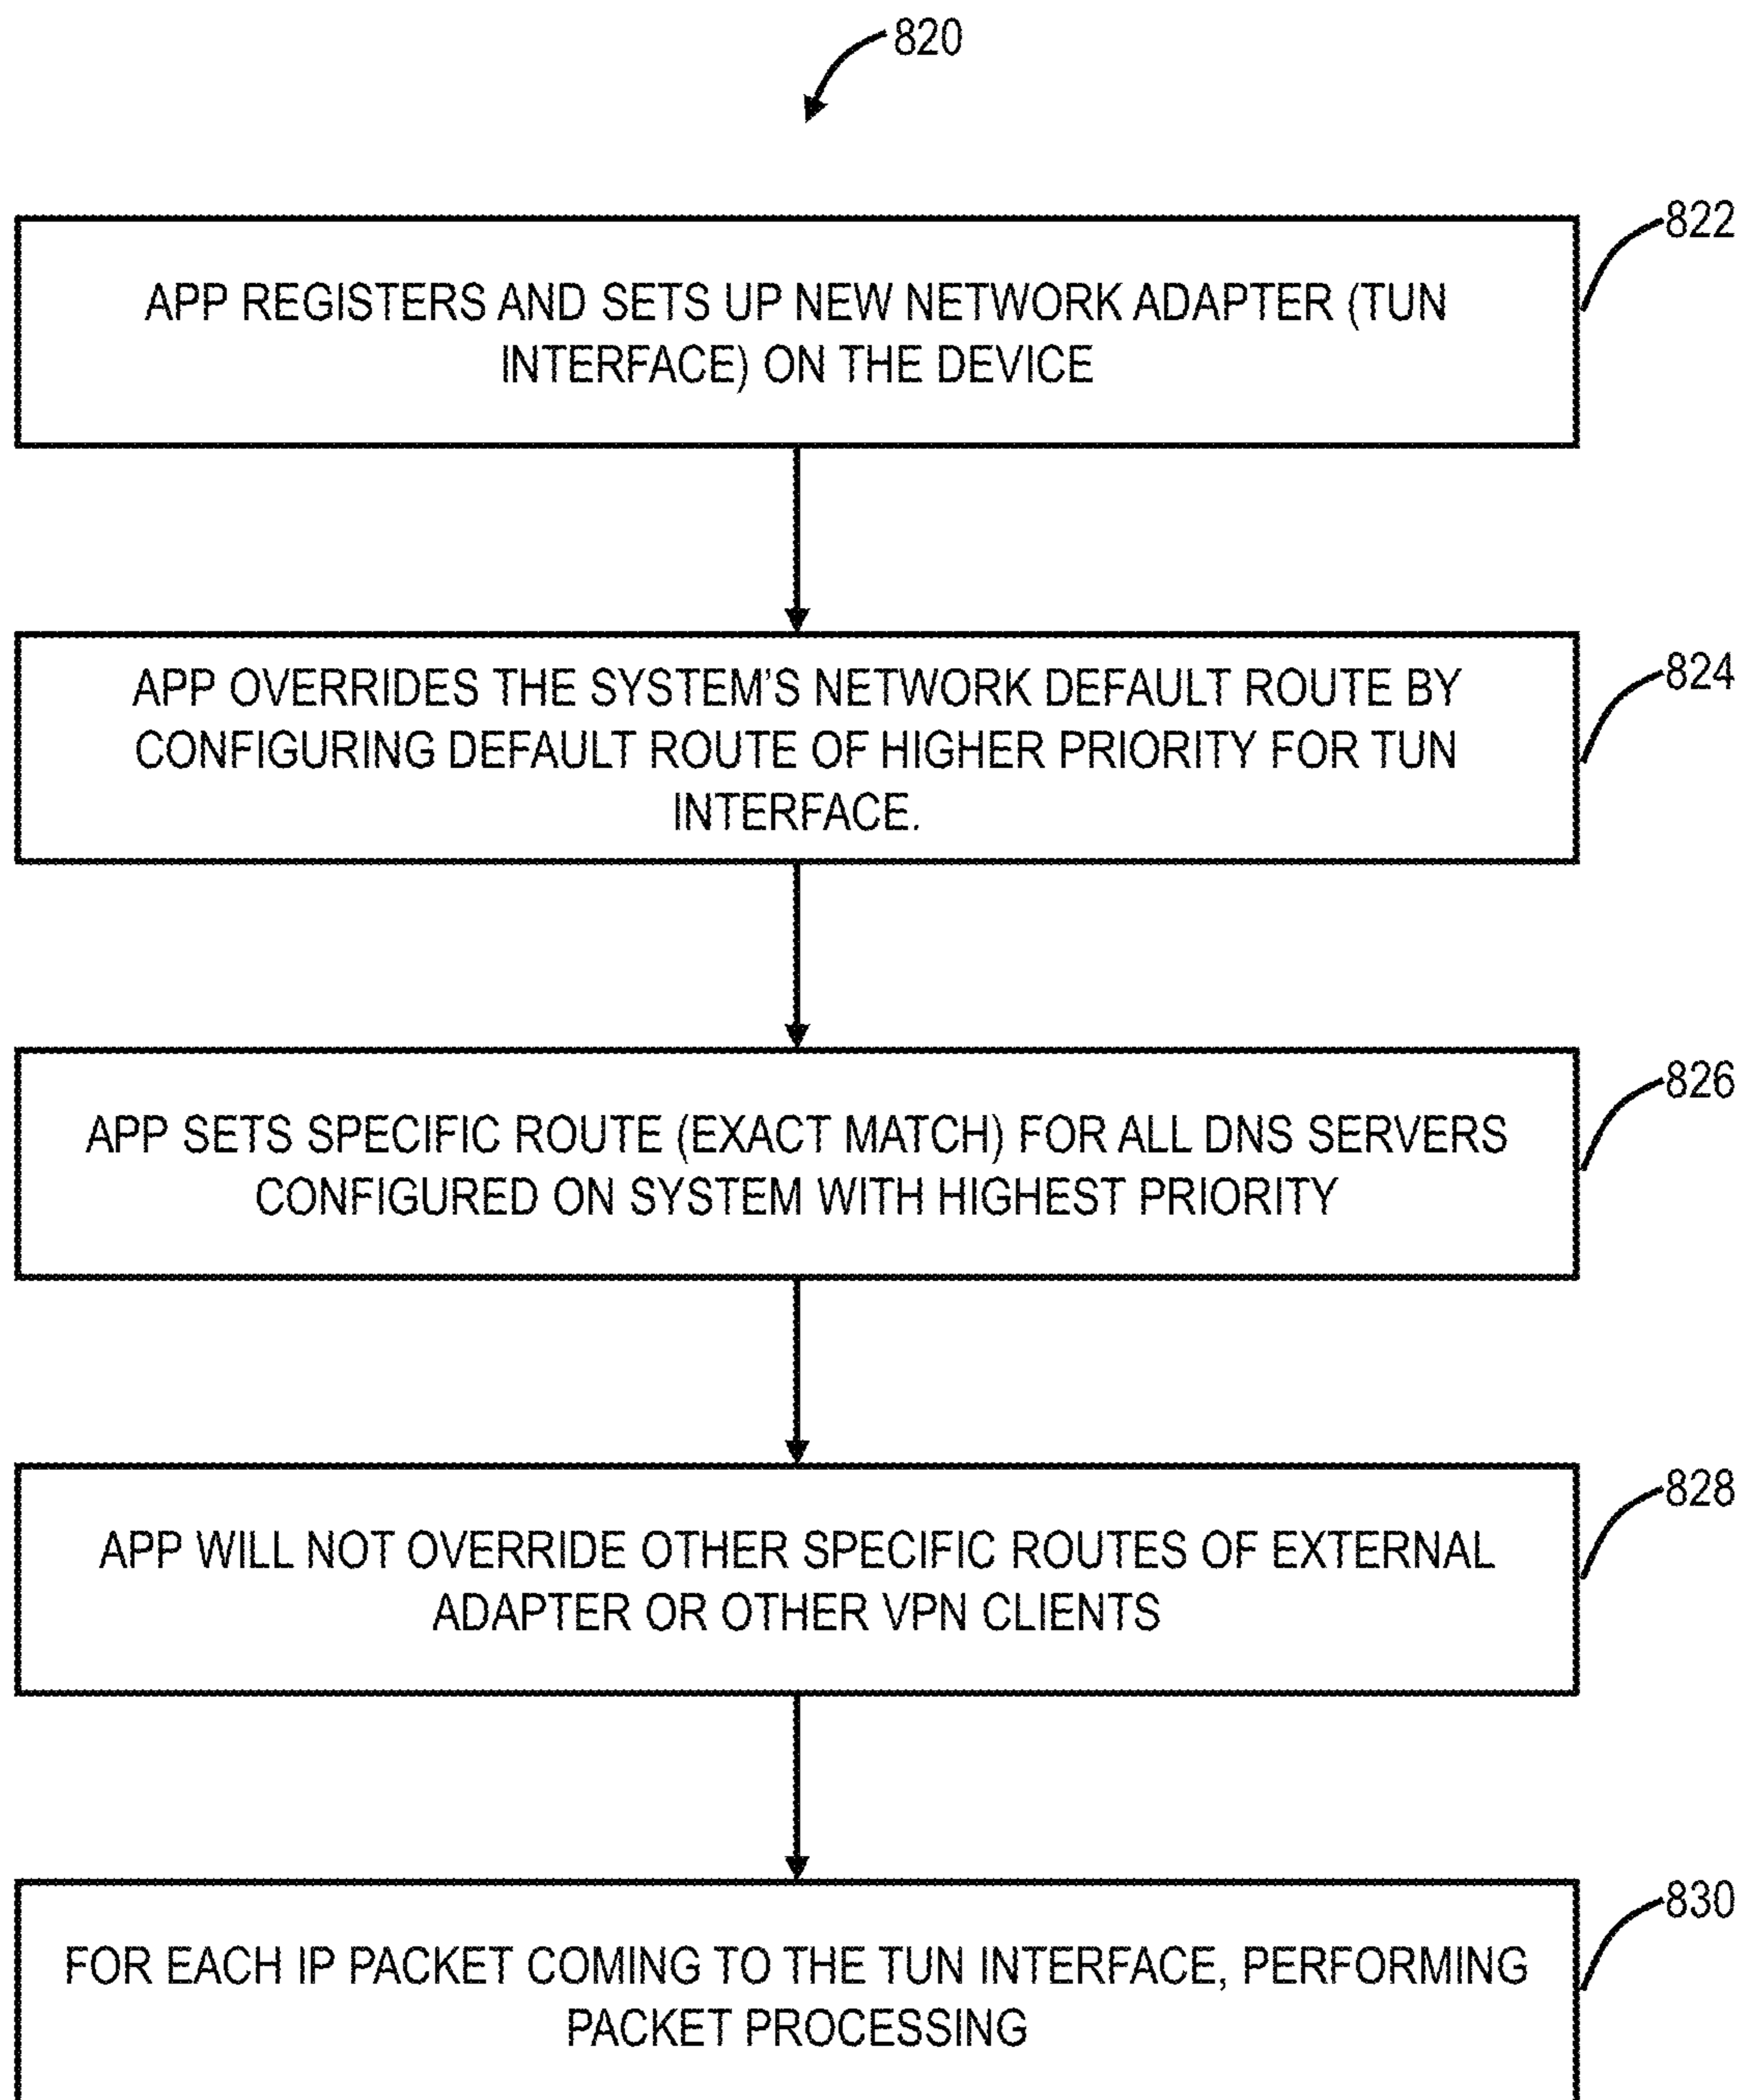 820
822
APP REGISTERS AND SETS UP NEW NETWORK ADAPTER (TUN
INTERFACE) ON THE DEVICE
824
APP OVERRIDES THE SYSTEM'S NETWORK DEFAULT ROUTE BY
CONFIGURING DEFAULT ROUTE OF HIGHER PRIORITY FOR TUN
INTERFACE.
826
APP SETS SPECIFIC ROUTE (EXACT MATCH) FOR ALL DNS SERVERS
CONFIGURED ON SYSTEM WITH HIGHEST PRIORITY
828
APP WILL NOT OVERRIDE OTHER SPECIFIC ROUTES OF EXTERNAL
ADAPTER OR OTHER VPN CLIENTS
830
FOR EACH IP PACKET COMING TO THE TUN INTERFACE, PERFORMING
PACKET PROCESSING